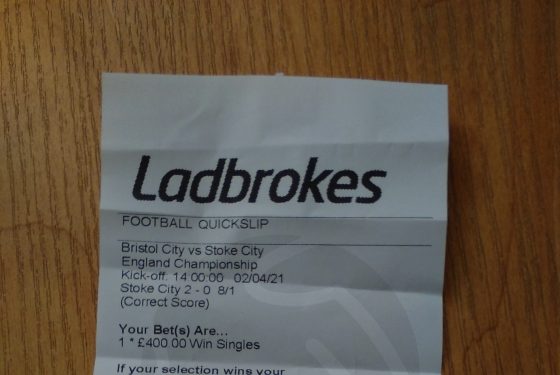 Ladbrokes
FOOTBALL QUICKSLIP
Bristol City vs Stoke City
England Championship
Kick-off. 14 00:00 02/04/21
Stoke City 2 - 0 8/1
(Correct Score)
Your Bet(s) Are...
1 * £400.00 Win Singles
If your selection wins your